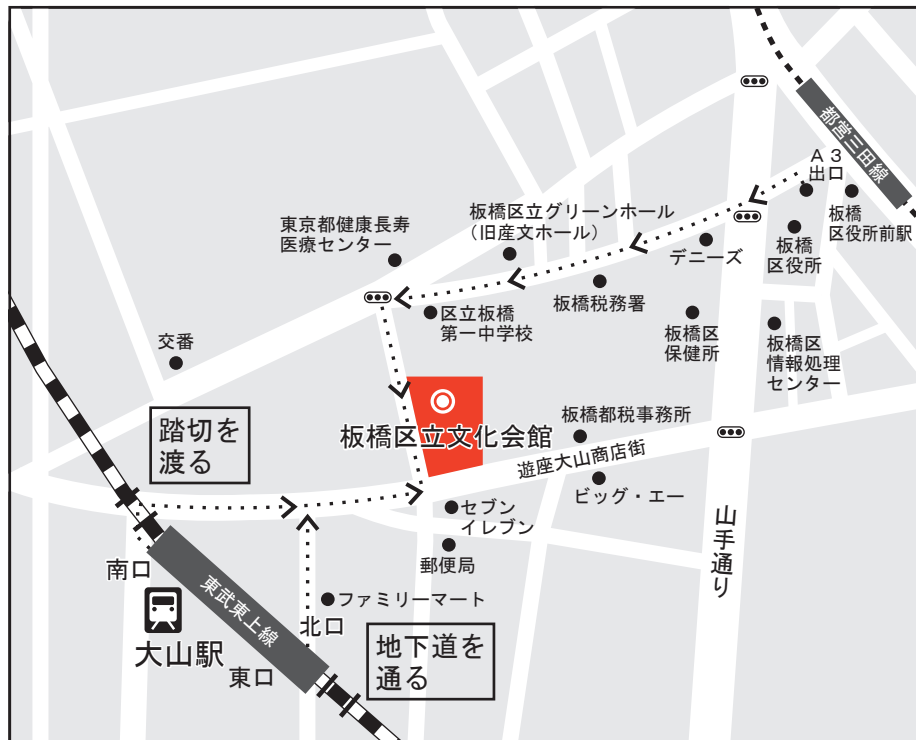 都営三田線
A3
出口
板橋
区役所前駅
板橋
区役所
デニーズ
板橋区立グリーンホール
（旧産文ホール）
東京都健康長寿
医療センター
板橋税務署
区立板橋
第一中学校
板橋区
保健所
板橋区
情報処理
センター
交番
踏切を
渡る
板橋区立文化会館
板橋都税事務所
遊座大山商店街
ビッグ・エー
セブン
イレブン
郵便局
山手通り
南口
東武東上線
ファミリーマート
北口
大山駅
東口
地下道を
通る